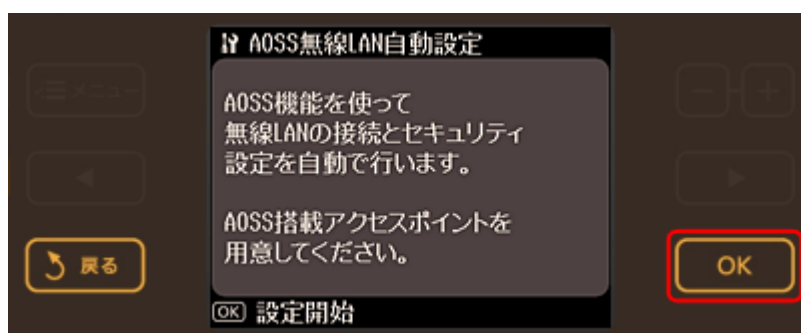 AOSS無線LAN自動設定
メニュー
AOSS機能を使って
無線LANの接続とセキュリティ
設定を自動で行います。
AOSS搭載アクセスポイントを
用意してください。
戻る
OK
OK 設定開始